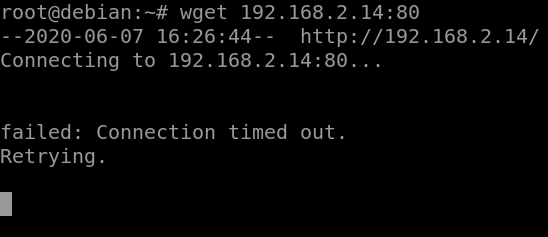 root@debian:~# wget 192.168.2.14:80
--2020-06-07 16:26:44--  http://192.168.2.14/
Connecting to 192.168.2.14:80...
failed: Connection timed out.
Retrying.